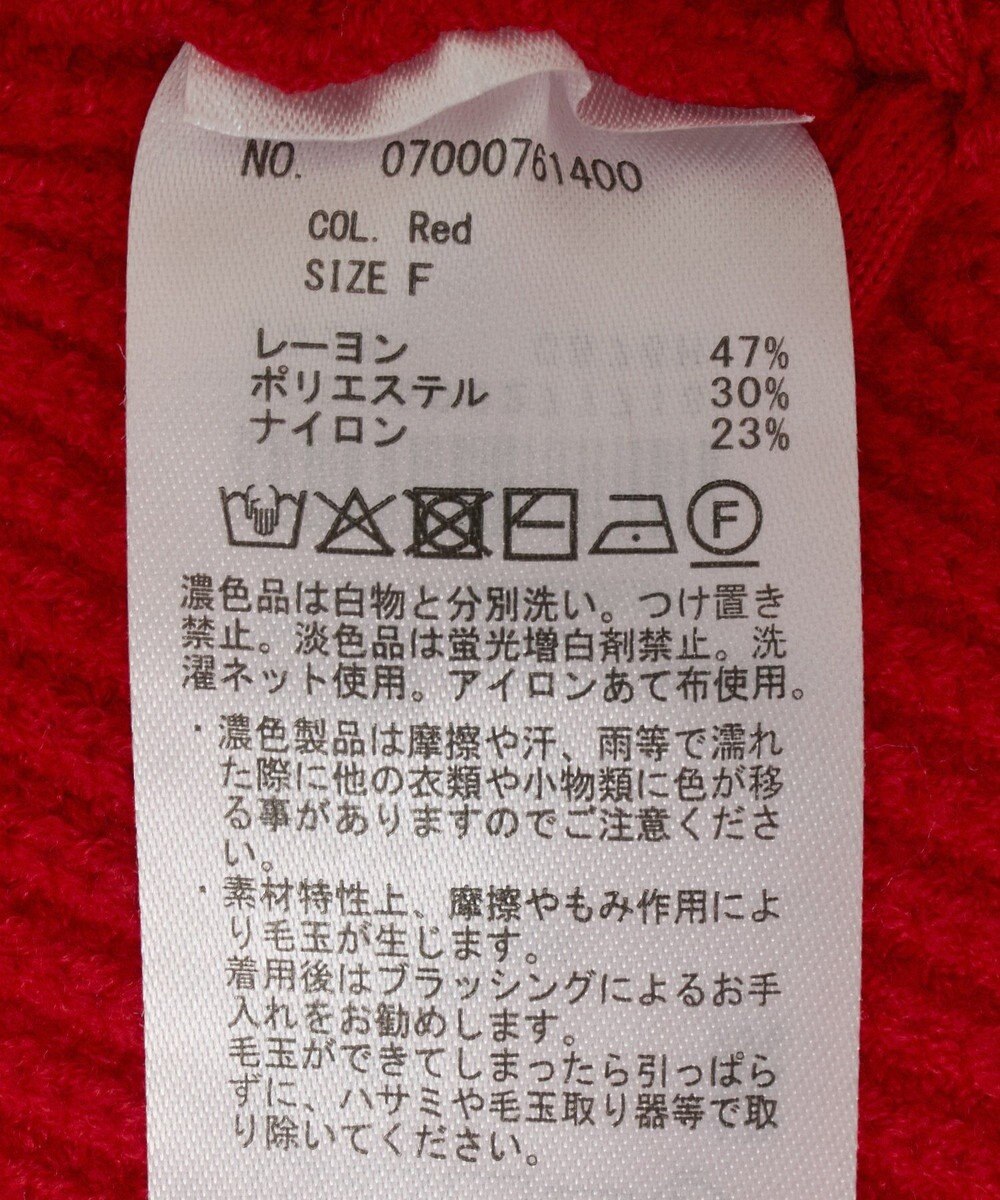 NO. 07000761400
COL. Red
SIZE F
レーヨン 47%
ポリエステル 30%
ナイロン 23%
F
濃色品は白物と分別洗い。つけ置き
禁止。淡色品は蛍光増白剤禁止。洗
濯ネット使用。アイロンあて布使用。
・濃色製品は摩擦や汗、雨等で濡れ
た際に他の衣類や小物類に色が移
る事がありますのでご注意くださ
い。
・素材特性上、摩擦やもみ作用によ
り毛玉が生じます。
着用後はブラッシングによるお手
入れをお勧めします。
毛玉ができてしまったら引っぱら
ずに、ハサミや毛玉取り器等で取
り除いてください。